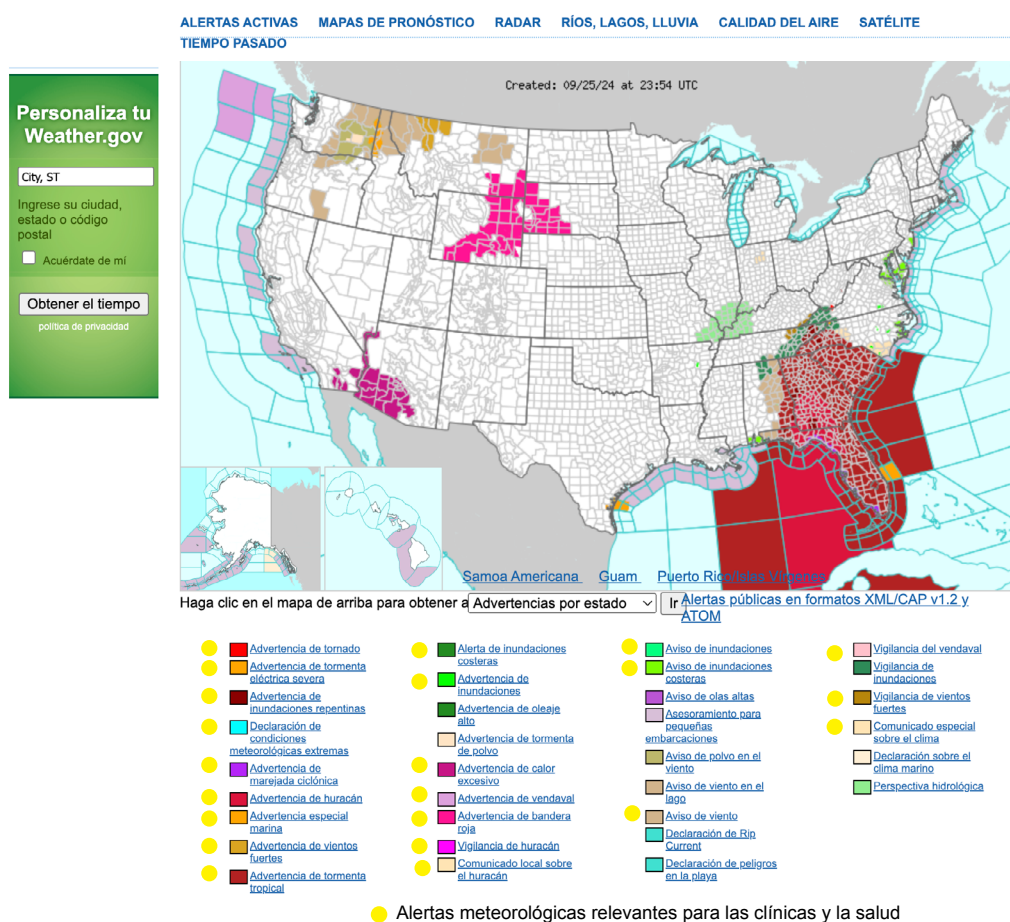 ALERTAS ACTIVAS MAPAS DE PRONÓSTICO RADAR RÍOS, LAGOS, LLUVIA CALIDAD DEL AIRE SATÉLITE
TIEMPO PASADO
Created: 09/25/24 at 23:54 UTC
Personaliza tu
Weather.gov
City, ST
Ingrese su ciudad,
estado o código
postal
Acuérdate de mí
Obtener el tiempo
política de privacidad
Samoa Americana Guam Puerto Rico/Islas Vírgenes
Haga clic en el mapa de arriba para obtener a Advertencias por estado Ir Alertas públicas en formatos XML/CAP v1.2 y
ATOM
Advertencia de tornado
Advertencia de tormenta
eléctrica severa
Advertencia de
inundaciones repentinas
Declaración de
condiciones
meteorológicas extremas
Advertencia de
marejada ciclónica
Advertencia de huracán
Advertencia especial
marina
Advertencia de vientos
fuertes
Advertencia de tormenta
tropical
Alerta de inundaciones
costeras
Advertencia de
inundaciones
Advertencia de oleaje
alto
Advertencia de tormenta
de polvo
Advertencia de calor
excesivo
Advertencia de vendaval
Advertencia de bandera
roja
Vigilancia de huracán
Comunicado local sobre
el huracán
Aviso de inundaciones
Aviso de inundaciones
costeras
Aviso de olas altas
Asesoramiento para
pequeñas
embarcaciones
Aviso de polvo en el
viento
Aviso de viento en el
lago
Aviso de viento
Declaración de Rip
Current
Declaración de peligros
en la playa
Vigilancia del vendaval
Vigilancia de
inundaciones
Vigilancia de vientos
fuertes
Comunicado especial
sobre el clima
Declaración sobre el
clima marino
Perspectiva hidrológica
Alertas meteorológicas relevantes para las clínicas y la salud